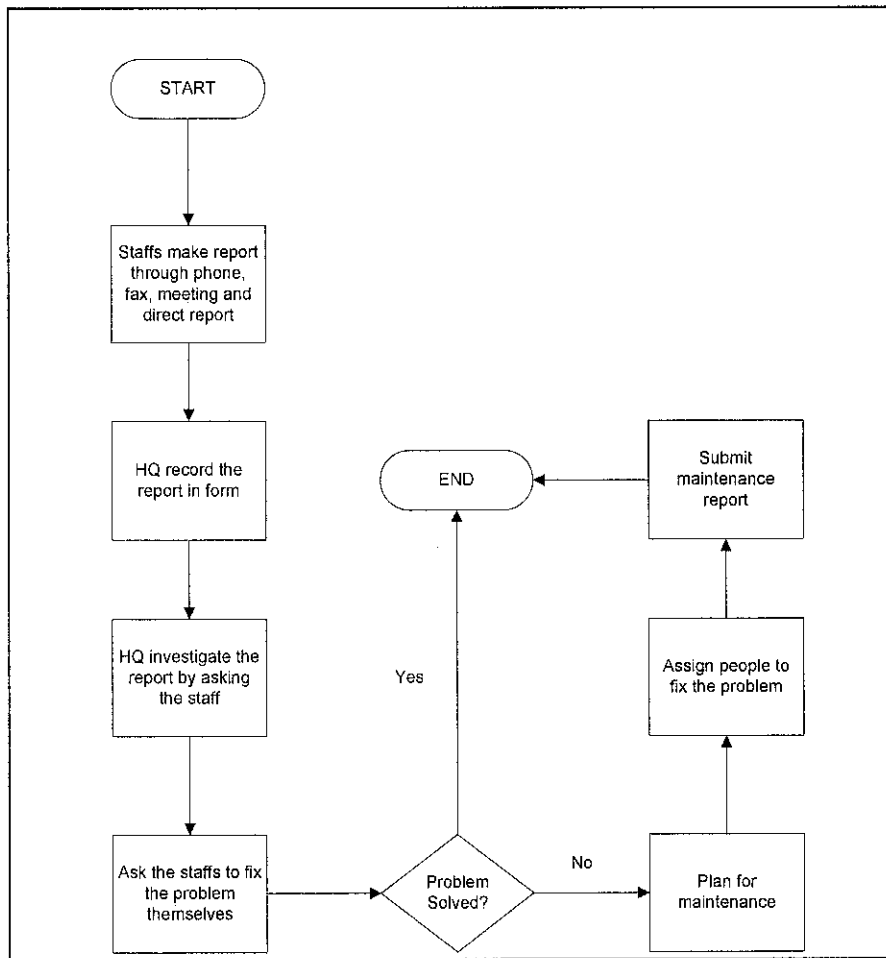 START
Staffs make report
through phone,
fax, meeting and
direct report
HQ record the
report in form
HQ investigate the
report by asking
the staff
Ask the staffs to fix
the problem
themselves
Problem
Solved?
Yes
No
END
Plan for
maintenance
Assign people to
fix the problem
Submit
maintenance
report